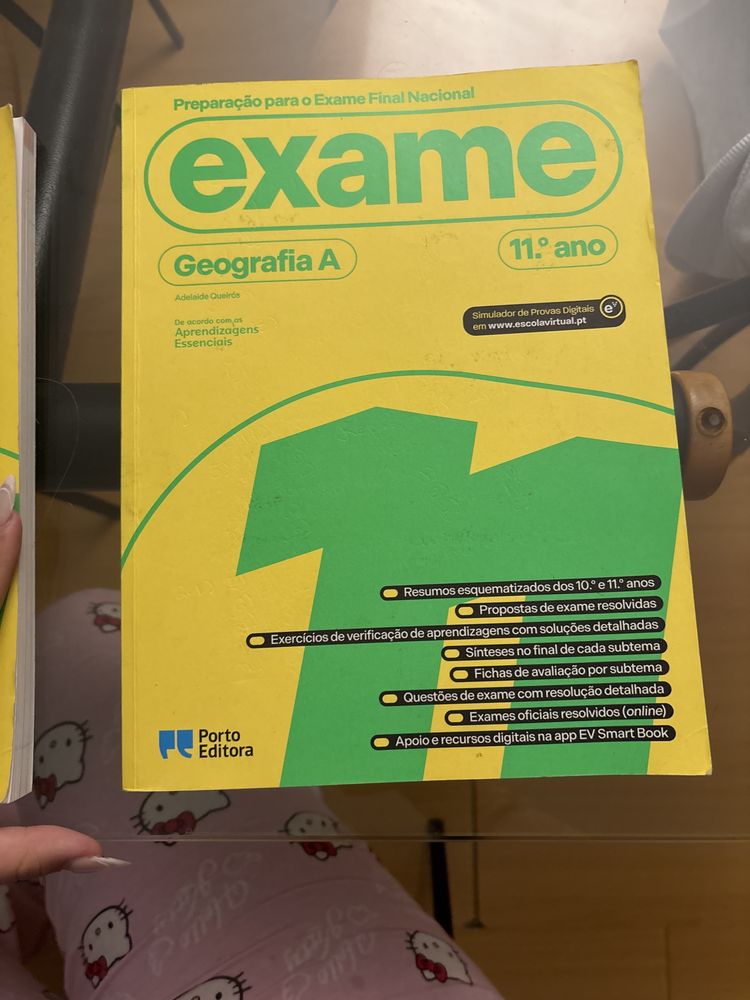 Preparação para o Exame Final Nacional
exame
Geografia A
11.º ano
Adelaide Queirós
De acordo com as
Aprendizagens
Essenciais
Simulador de Provas Digitais
em www.escolavirtual.pt
11
Resumos esquematizados dos 10.º e 11.º anos
Propostas de exame resolvidas
Exercícios de verificação de aprendizagens com soluções detalhadas
Sínteses no final de cada subtema
Fichas de avaliação por subtema
Questões de exame com resolução detalhada
Exames oficiais resolvidos (online)
Apoio e recursos digitais na app EV Smart Book
Porto
Editora